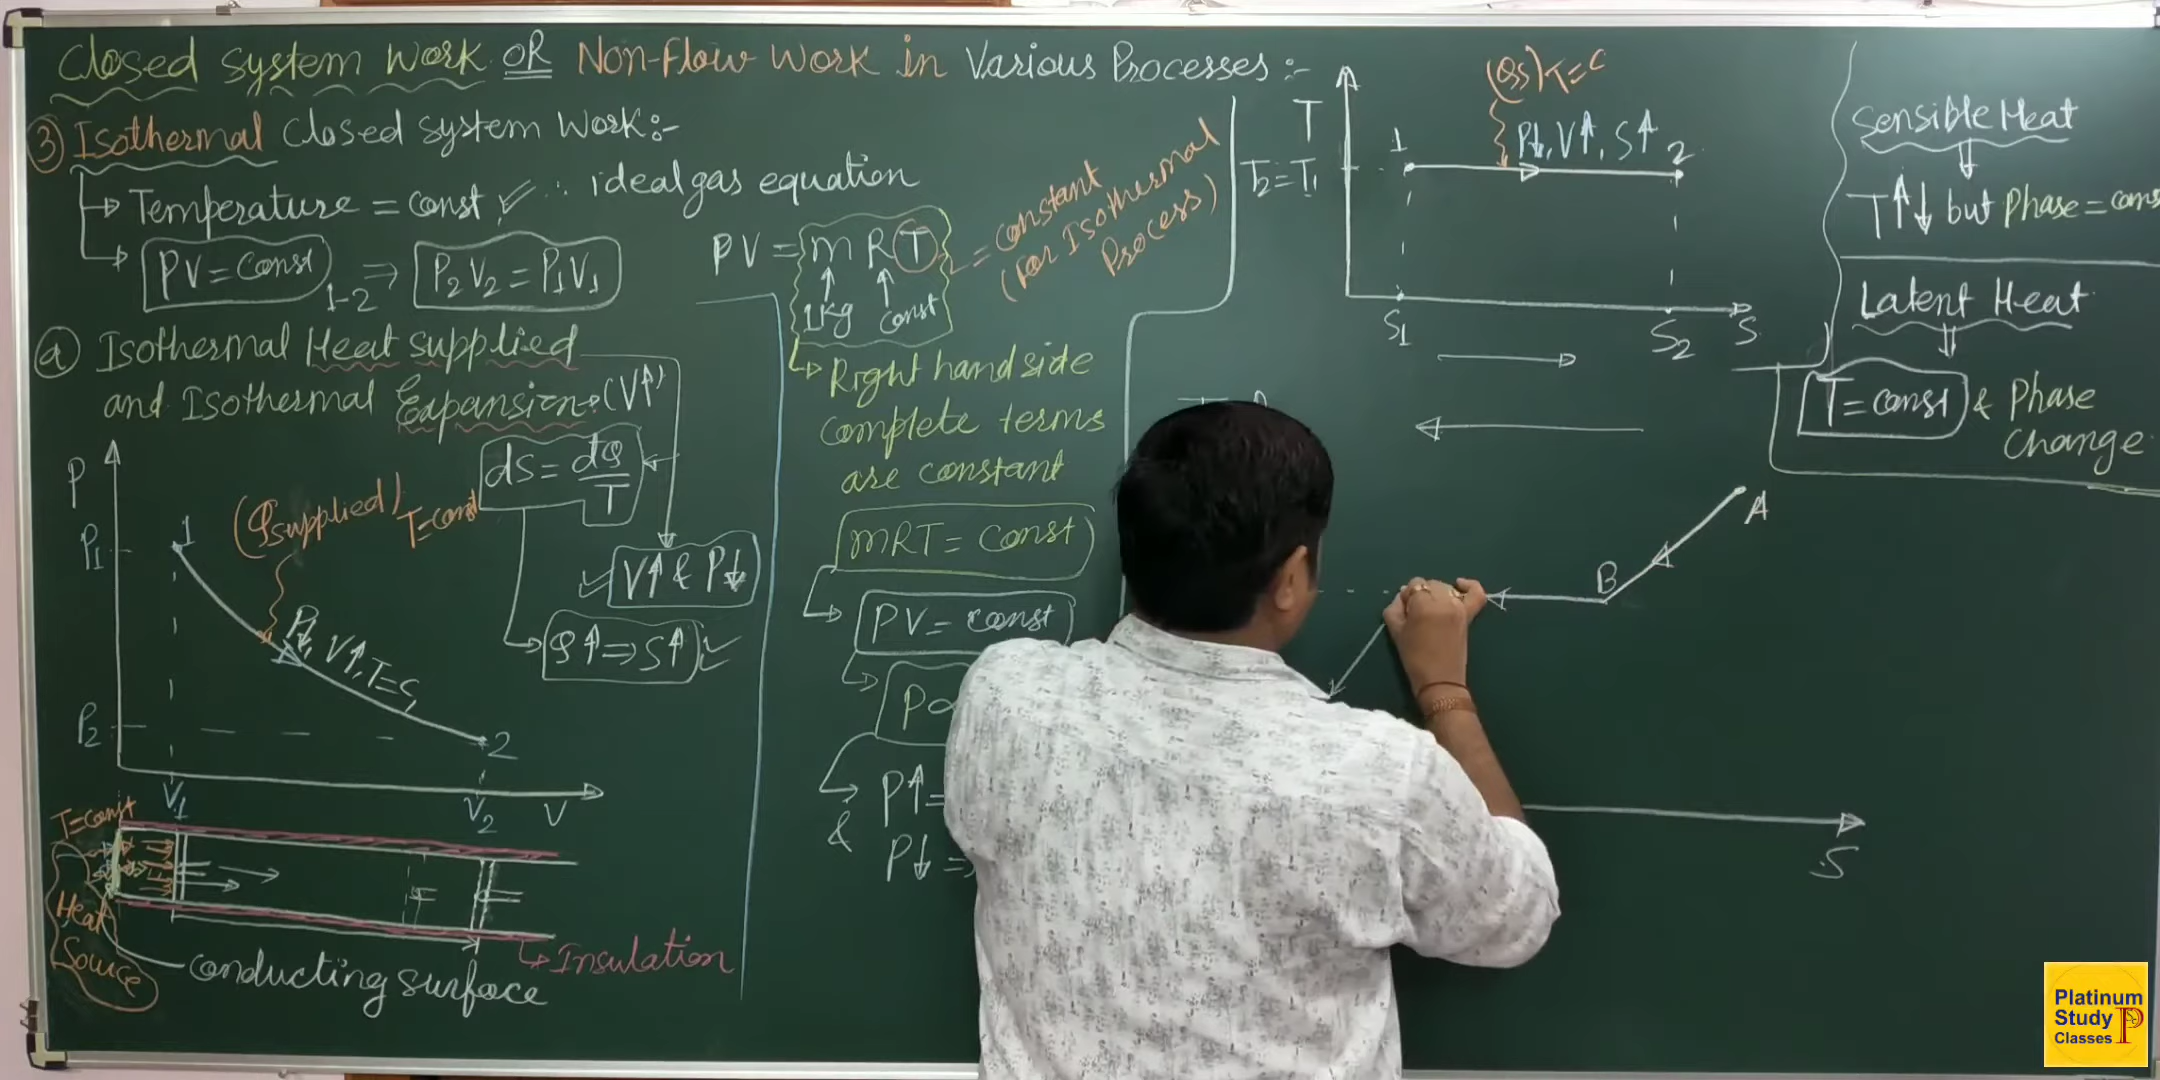 Closed system work OR Non-Flow work in Various Processes :-
③ Isothermal Closed system work:-
Temperature = const ✓
PV = const 1-2 ⇒ P2V2 = P1V1
∴ ideal gas equation
PV = m R T = constant
(For Isothermal
Process)
1kg const
ⓐ Isothermal Heat supplied
and Isothermal Expansion:(V↑)
dS = dQ/T
V↑ & P↓
Q↑ ⇒ S↑
P
P1
P2
1
2
(Qsupplied) T=const
P↓, V↑, T=C
V1
V2
V
T=const
Heat
Source
Insulation
conducting surface
Right hand side
complete terms
are constant
mRT = const
PV = const
P∝
P↑ =
&
P↓ ⇒
T
T2 = T1
(QS) T=C
1
P↓, V↑, S↑
2
S1
S2
S
A
B
S
Sensible Heat
T↑↓ but Phase = cons
Latent Heat
T = const & Phase
Change
Platinum
Study
Classes